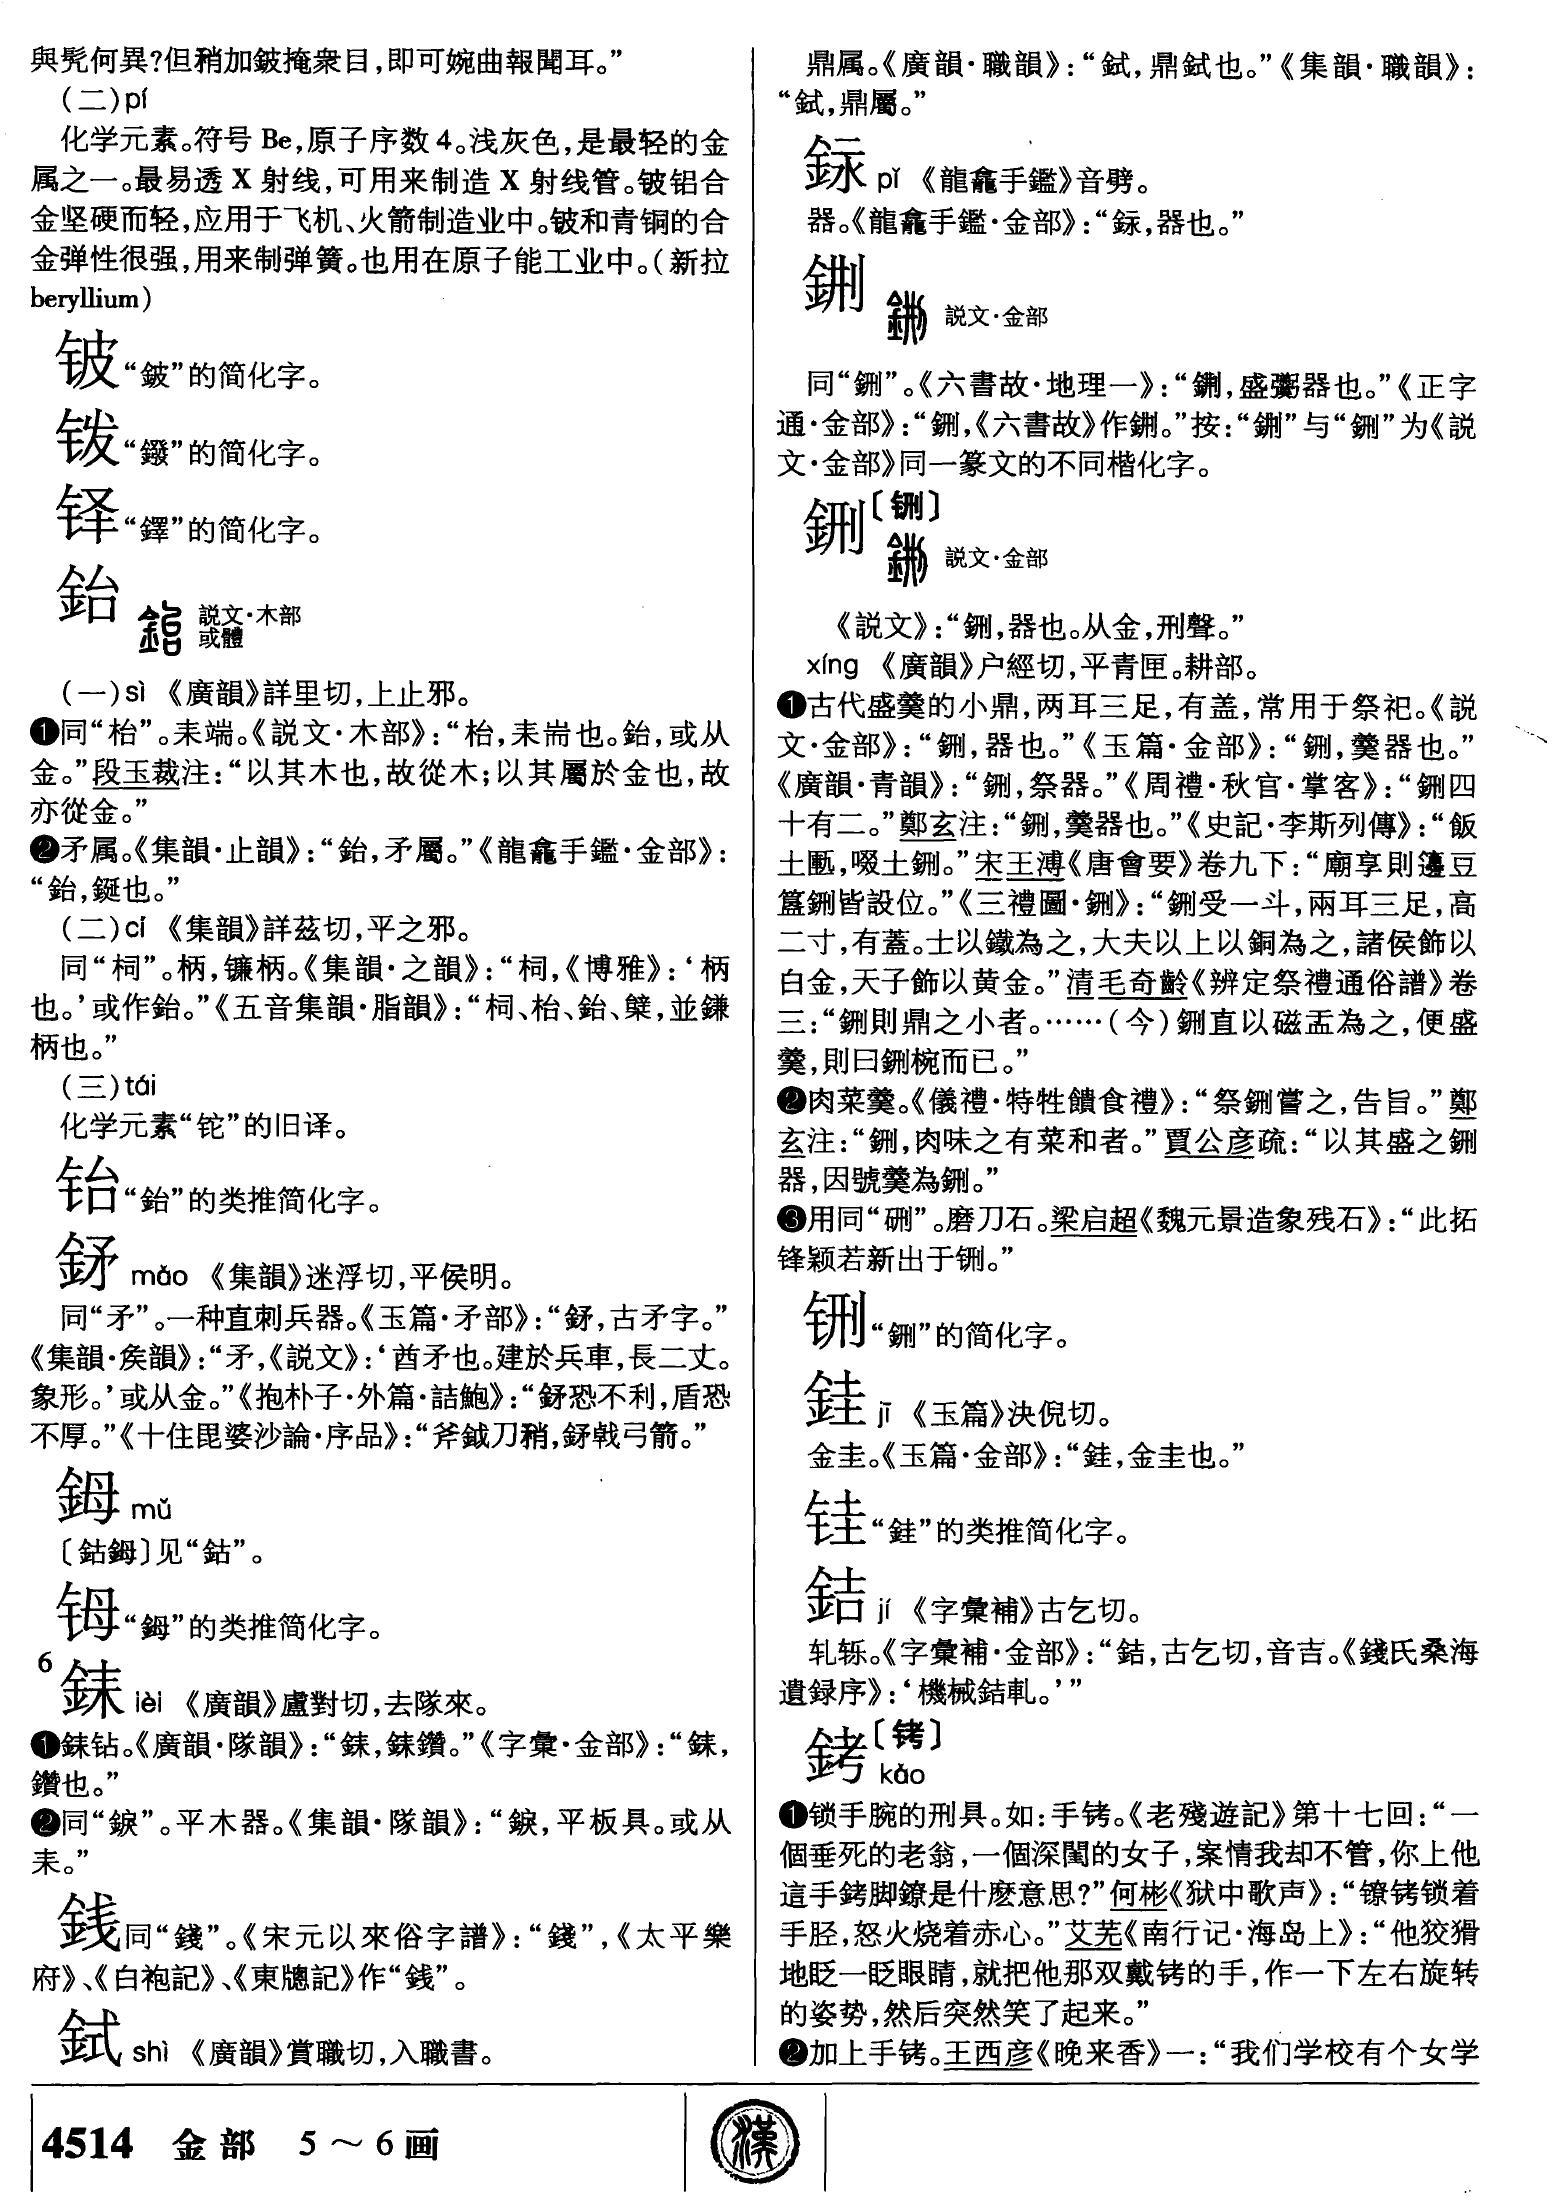 與髡何異?但稍加鈹掩衆目,即可婉曲報聞耳。”
(二)pí
化学元素。符号 Be,原子序数 4。浅灰色,是最轻的金
属之一。最易透 X 射线,可用来制造 X 射线管。铍铝合
金坚硬而轻,应用于飞机、火箭制造业中。铍和青铜的合
金弹性很强,用来制弹簧。也用在原子能工业中。(新拉
beryllium)
铍“鈹”的简化字。
䥽“鏺”的简化字。
铎“鐸”的简化字。
鈶 説文·木部
或體
(一)sì 《廣韻》詳里切,上止邪。
❶同“枱”。耒端。《説文·木部》:“枱,耒耑也。鈶,或从
金。”段玉裁注:“以其木也,故從木;以其屬於金也,故
亦從金。”
❷矛属。《集韻·止韻》:“鈶,矛屬。”《龍龕手鑑·金部》:
“鈶,鋋也。”
(二)cí 《集韻》詳茲切,平之邪。
同“柌”。柄,镰柄。《集韻·之韻》:“柌,《博雅》:‘柄
也。’或作鈶。”《五音集韻·脂韻》:“柌、枱、鈶、㰇,並鎌
柄也。”
(三)tái
化学元素“铊”的旧译。
𫟲“鈶”的类推简化字。
鉾 máo 《集韻》迷浮切,平侯明。
同“矛”。一种直刺兵器。《玉篇·矛部》:“釾,古矛字。”
《集韻·矦韻》:“矛,《説文》:‘酋矛也。建於兵車,長二丈。
象形。’或从金。”《抱朴子·外篇·詰鮑》:“釾恐不利,盾恐
不厚。”《十住毘婆沙論·序品》:“斧鉞刀矟,釾戟弓箭。”
鉧 mǔ
〔鈷鉧〕见“鈷”。
𬭁“鉧”的类推简化字。
6
銇 lèi 《廣韻》盧對切,去隊來。
❶銇钻。《廣韻·隊韻》:“銇,銇鑽。”《字彙·金部》:“銇,
鑽也。”
❷同“錑”。平木器。《集韻·隊韻》:“錑,平板具。或从
耒。”
銭同“錢”。《宋元以來俗字譜》:“錢”,《太平樂
府》、《白袍記》、《東牕記》作“銭”。
鉽 shì 《廣韻》賞職切,入職書。
鼎属。《廣韻·職韻》:“鉽,鼎鉽也。”《集韻·職韻》:
“鉽,鼎屬。”
pǐ 《龍龕手鑑》音劈。
器。《龍龕手鑑·金部》:“,器也。”
鉶 説文·金部
同“鉶”。《六書故·地理一》:“鉶,盛鬻器也。”《正字
通·金部》:“鉶,《六書故》作鉶。”按:“鉶”与“鉶”为《説
文·金部》同一篆文的不同楷化字。
鉶〔铏〕
説文·金部
《説文》:“鉶,器也。从金,刑聲。”
xíng 《廣韻》户經切,平青匣。耕部。
❶古代盛羹的小鼎,两耳三足,有盖,常用于祭祀。《説
文·金部》:“鉶,器也。”《玉篇·金部》:“鉶,羹器也。”
《廣韻·青韻》:“鉶,祭器。”《周禮·秋官·掌客》:“鉶四
十有二。”鄭玄注:“鉶,羹器也。”《史記·李斯列傳》:“飯
土匭,啜土鉶。”宋王溥《唐會要》卷九下:“廟享則籩豆
簋鉶皆設位。”《三禮圖·鉶》:“鉶受一斗,兩耳三足,高
二寸,有蓋。士以鐵為之,大夫以上以銅為之,諸侯飾以
白金,天子飾以黄金。”清毛奇齡《辨定祭禮通俗譜》卷
三:“鉶則鼎之小者。……(今)鉶直以磁盂為之,便盛
羹,則曰鉶椀而已。”
❷肉菜羹。《儀禮·特牲饋食禮》:“祭鉶嘗之,告旨。”鄭
玄注:“鉶,肉味之有菜和者。”賈公彦疏:“以其盛之鉶
器,因號羹為鉶。”
❸用同“硎”。磨刀石。梁启超《魏元景造象残石》:“此拓
锋颖若新出于铏。”
铏“鉶”的简化字。
銈 jī 《玉篇》決倪切。
金圭。《玉篇·金部》:“銈,金圭也。”
𫓯“銈”的类推简化字。
銡 jí 《字彙補》古乞切。
轧轹。《字彙補·金部》:“銡,古乞切,音吉。《錢氏桑海
遺録序》:‘機械銡軋。’”
銬〔铐〕
kào
❶锁手腕的刑具。如:手铐。《老殘遊記》第十七回:“一
個垂死的老翁,一個深閨的女子,案情我却不管,你上他
這手銬脚鐐是什麽意思?”何彬《狱中歌声》:“镣铐锁着
手胫,怒火烧着赤心。”艾芜《南行记·海岛上》:“他狡猾
地眨一眨眼睛,就把他那双戴铐的手,作一下左右旋转
的姿势,然后突然笑了起来。”
❷加上手铐。王西彦《晚来香》一:“我们学校有个女学
4514 金部 5～6画
漢